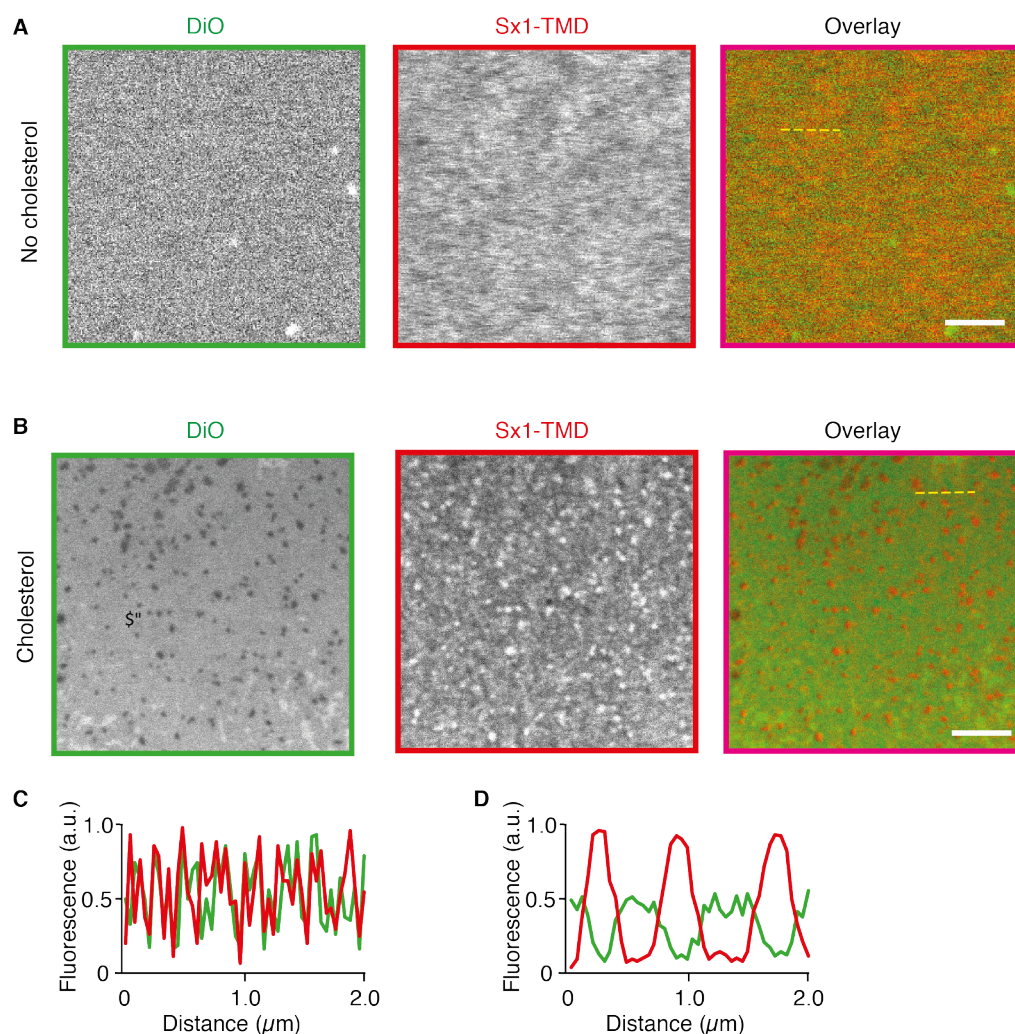 A
DiO
Sx1-TMD
Overlay
No cholesterol
B
DiO
Sx1-TMD
Overlay
Cholesterol
$"
C
Fluorescence (a.u.)
1.0
0.5
0
0
1.0
2.0
Distance (µm)
D
Fluorescence (a.u.)
1.0
0.5
0
0
1.0
2.0
Distance (µm)